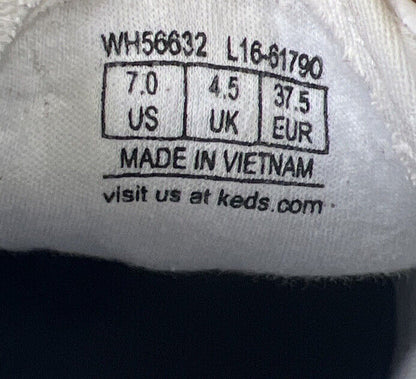 WH56632 L16-61790
7.0 4.5 37.5
US UK EUR
MADE IN VIETNAM
visit us at keds.com